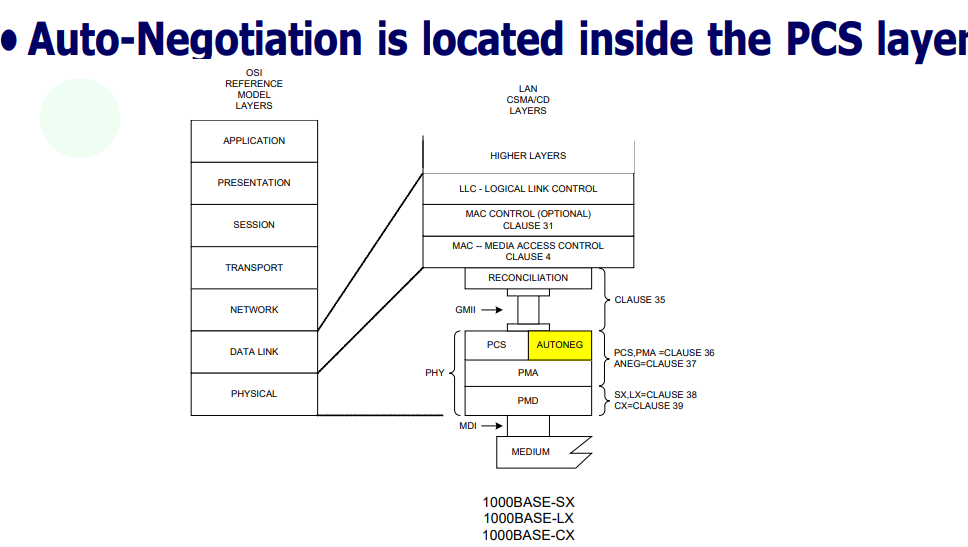 • Auto-Negotiation is located inside the PCS layer
OSI
REFERENCE
MODEL
LAYERS
APPLICATION
PRESENTATION
SESSION
TRANSPORT
NETWORK
DATA LINK
PHYSICAL
LAN
CSMA/CD
LAYERS
HIGHER LAYERS
LLC - LOGICAL LINK CONTROL
MAC CONTROL (OPTIONAL)
CLAUSE 31
MAC -- MEDIA ACCESS CONTROL
CLAUSE 4
RECONCILIATION
GMII
CLAUSE 35
PCS
AUTONEG
PHY
PMA
PMD
PCS,PMA =CLAUSE 36
ANEG=CLAUSE 37
SX,LX=CLAUSE 38
CX=CLAUSE 39
MDI
MEDIUM
1000BASE-SX
1000BASE-LX
1000BASE-CX